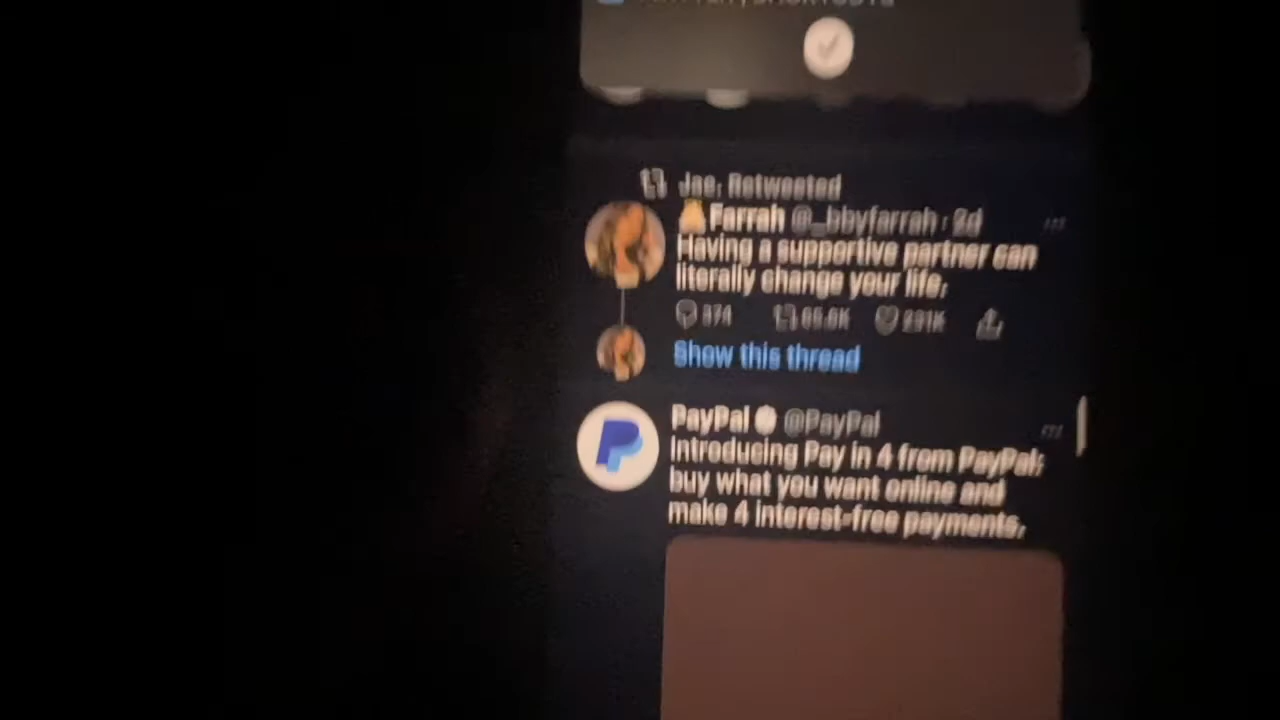 Jae. Retweeted
Farrah @_bbyfarrah · 2d
Having a supportive partner can
literally change your life.
Show this thread
PayPal @PayPal
Introducing Pay in 4 from PayPal:
buy what you want online and
make 4 interest-free payments.